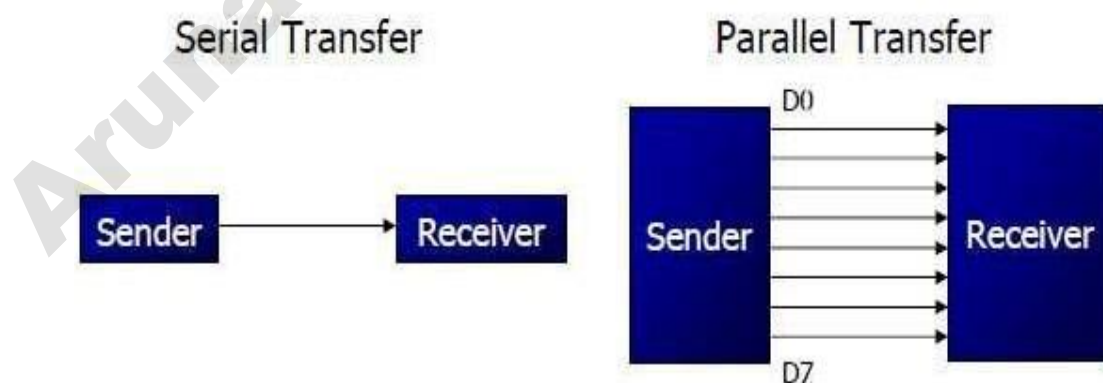 Serial Transfer
Parallel Transfer
D0
Sender
Receiver
Sender
Receiver
D7